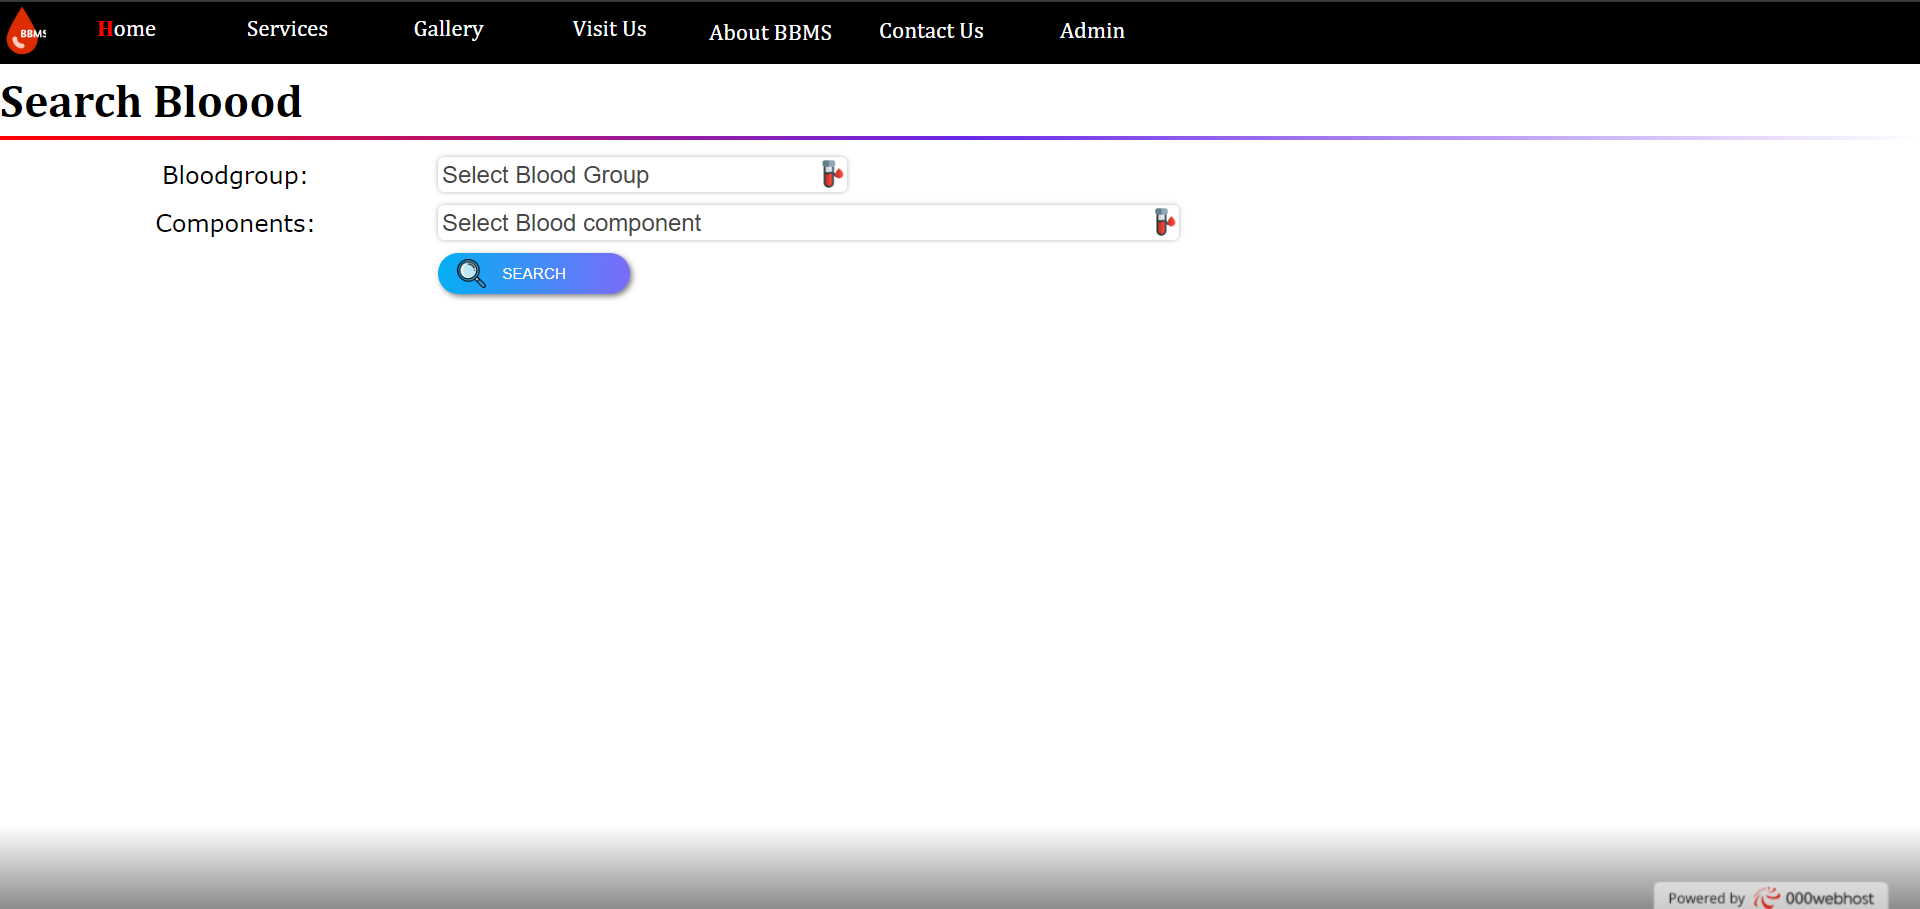 BBMS
Home Services Gallery Visit Us About BBMS Contact Us Admin
Search Bloood
Bloodgroup: Select Blood Group
Components: Select Blood component
SEARCH
Powered by 000webhost